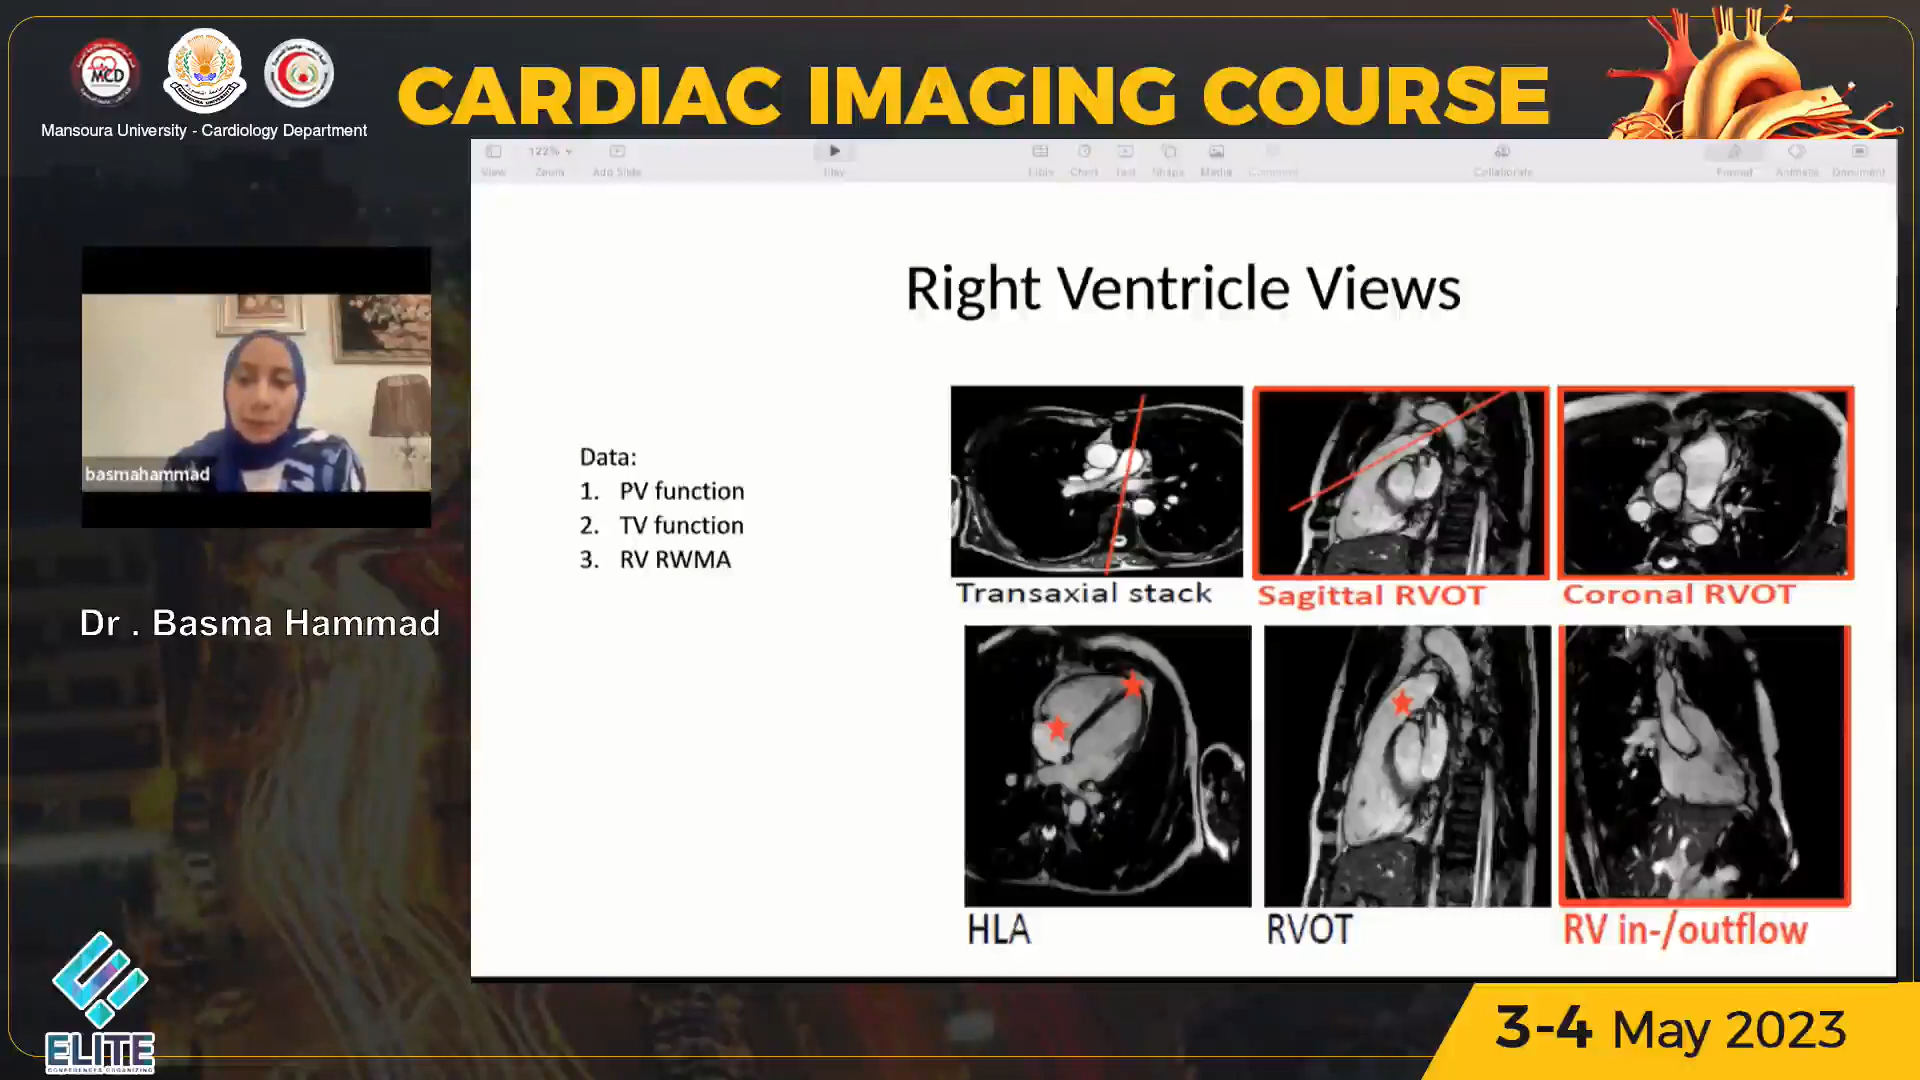 CARDIAC IMAGING COURSE
MCD
Mansoura University - Cardiology Department
122%
View
Zoom
Add Slide
Play
Table
Chart
Text
Shape
Media
Comment
Collaborate
Format
Animate
Document
Right Ventricle Views
Data:
1. PV function
2. TV function
3. RV RWMA
Transaxial stack
Sagittal RVOT
Coronal RVOT
HLA
RVOT
RV in-/outflow
basmahammad
Dr . Basma Hammad
ELITE
CONFERENCES ORGANIZING
3-4 May 2023